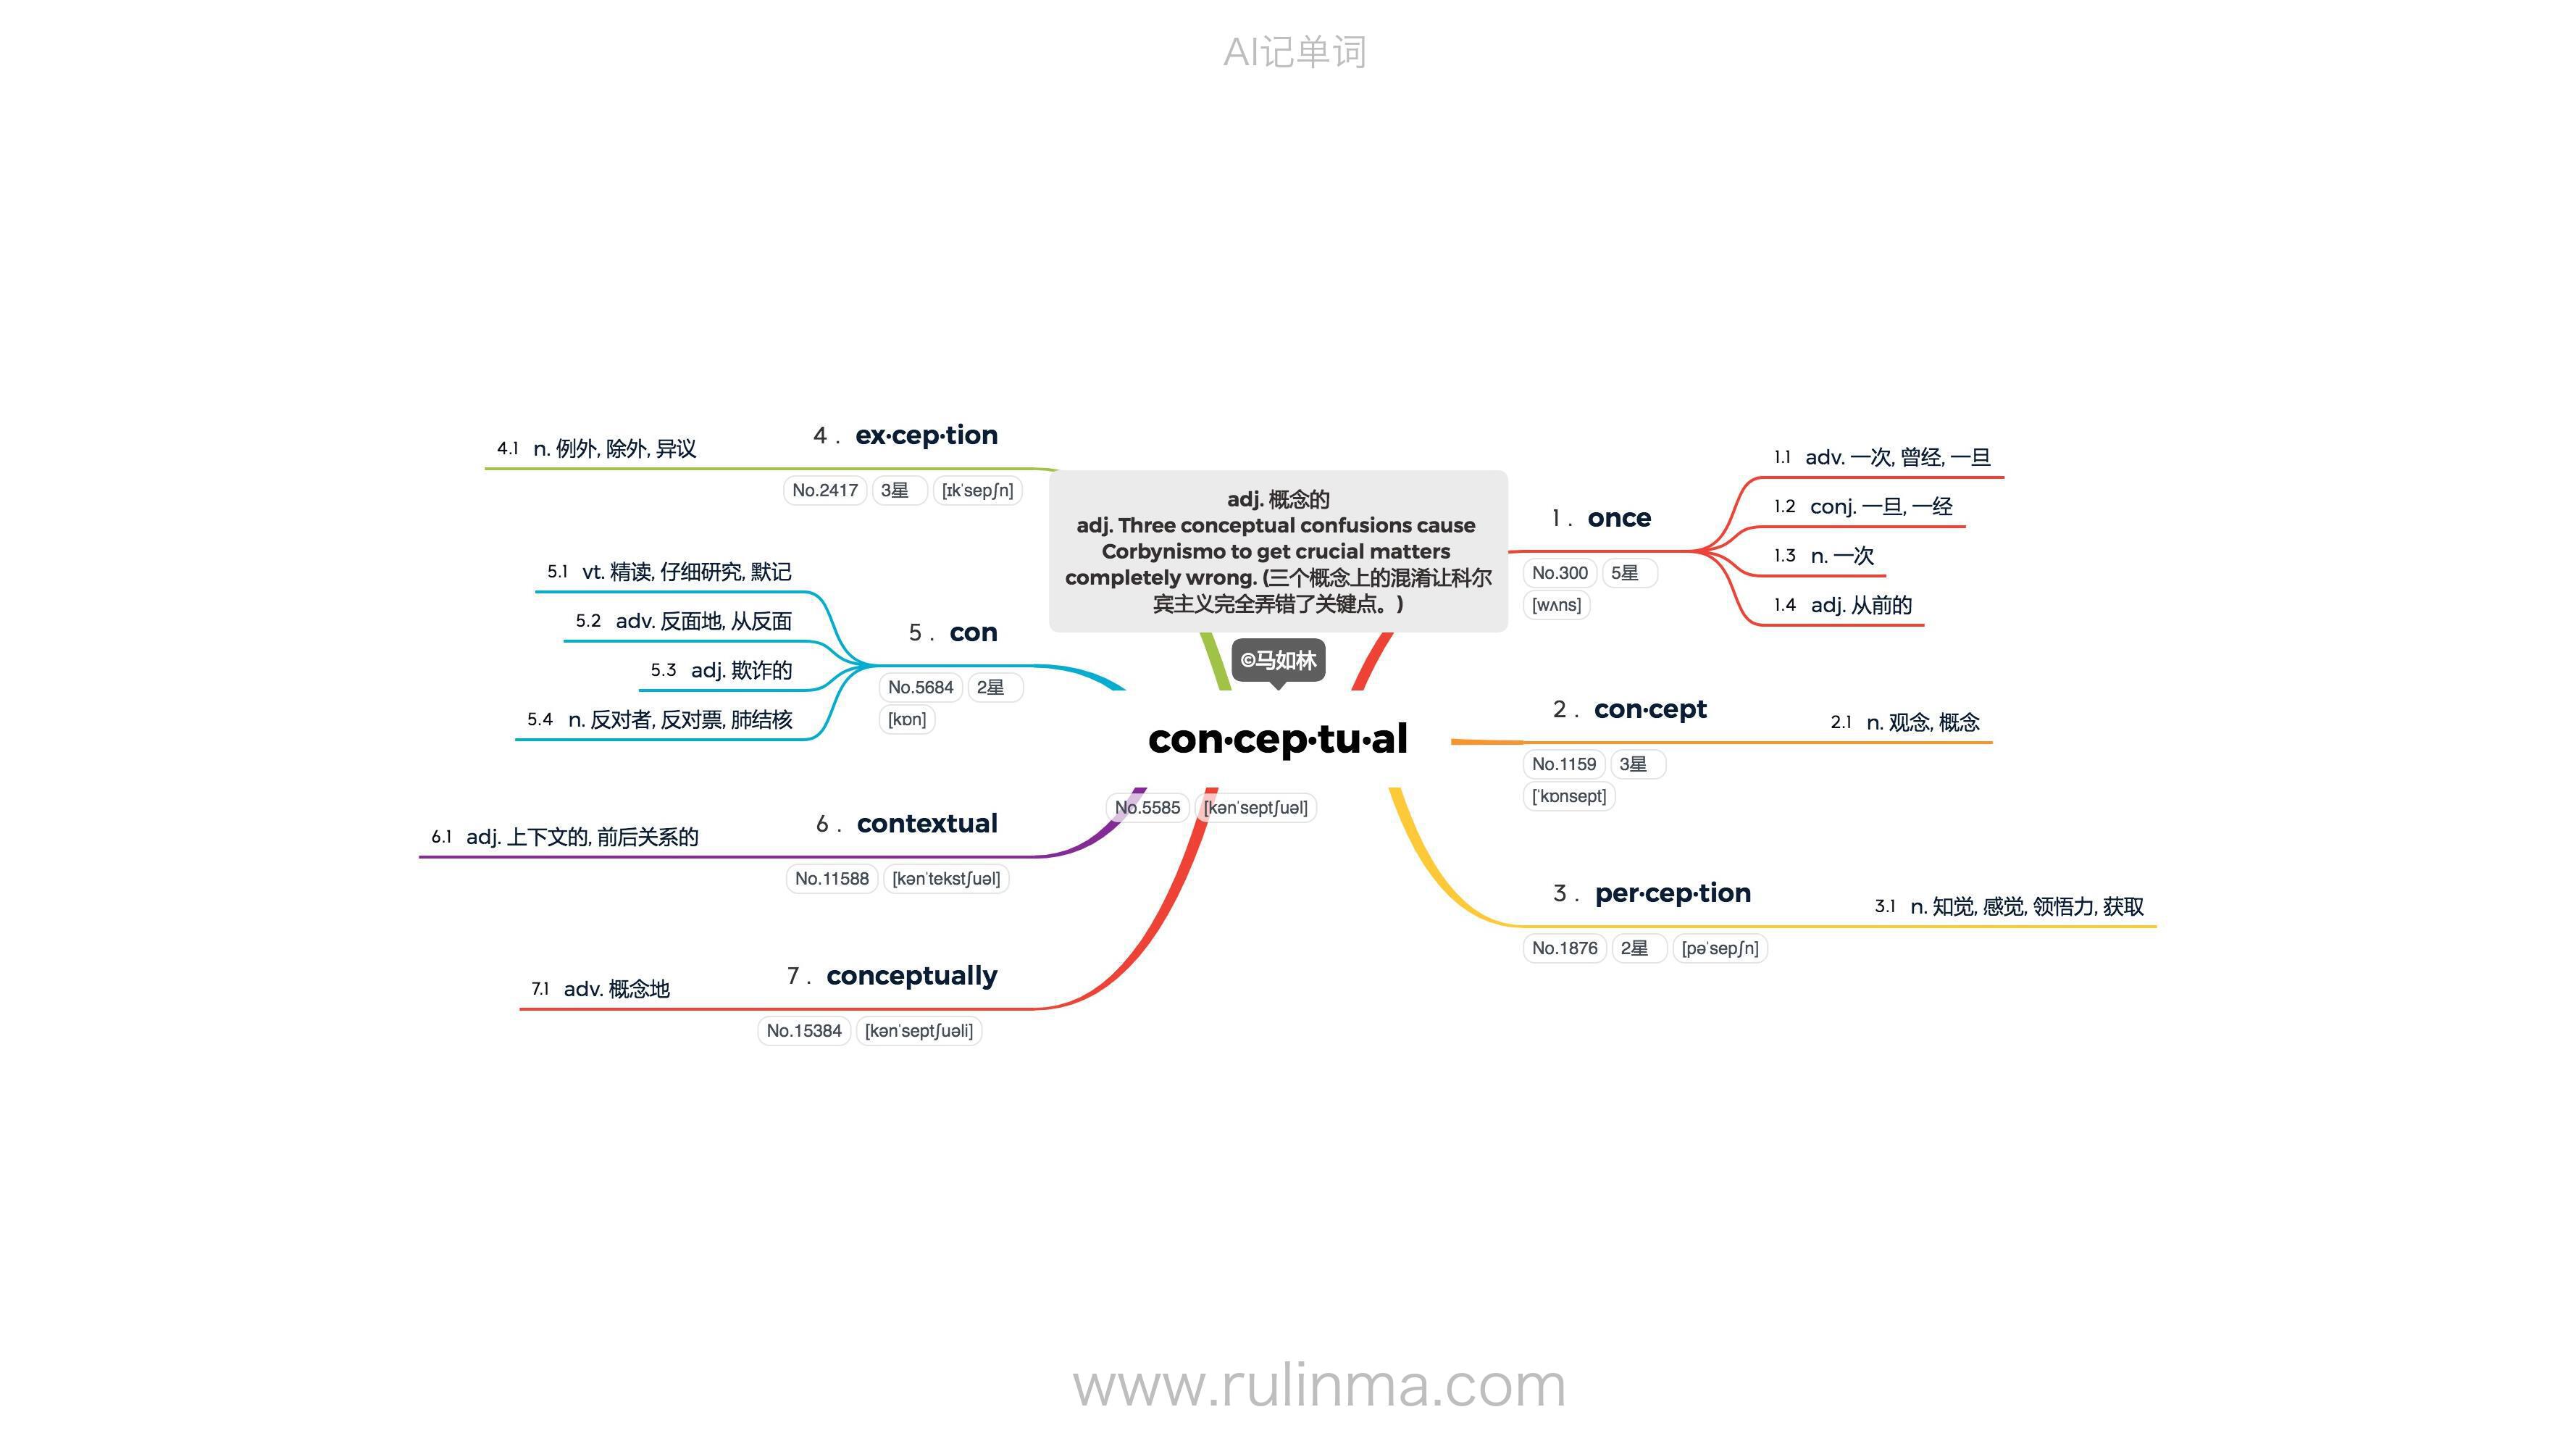 AI记单词
adj. 概念的
adj. Three conceptual confusions cause
Corbynismo to get crucial matters
completely wrong. (三个概念上的混淆让科尔
宾主义完全弄错了关键点。)
©马如林
con·cep·tu·al
No.5585 [kənˈseptʃuəl]
1 . once
No.300 5星
[wʌns]
1.1 adv. 一次, 曾经, 一旦
1.2 conj. 一旦, 一经
1.3 n. 一次
1.4 adj. 从前的
2 . con·cept
No.1159 3星
[ˈkɒnsept]
2.1 n. 观念, 概念
3 . per·cep·tion
No.1876 2星 [pəˈsepʃn]
3.1 n. 知觉, 感觉, 领悟力, 获取
4 . ex·cep·tion
No.2417 3星 [ɪkˈsepʃn]
4.1 n. 例外, 除外, 异议
5 . con
No.5684 2星
[kɒn]
5.1 vt. 精读, 仔细研究, 默记
5.2 adv. 反面地, 从反面
5.3 adj. 欺诈的
5.4 n. 反对者, 反对票, 肺结核
6 . contextual
No.11588 [kənˈtekstʃuəl]
6.1 adj. 上下文的, 前后关系的
7 . conceptually
No.15384 [kənˈseptʃuəli]
7.1 adv. 概念地
www.rulinma.com